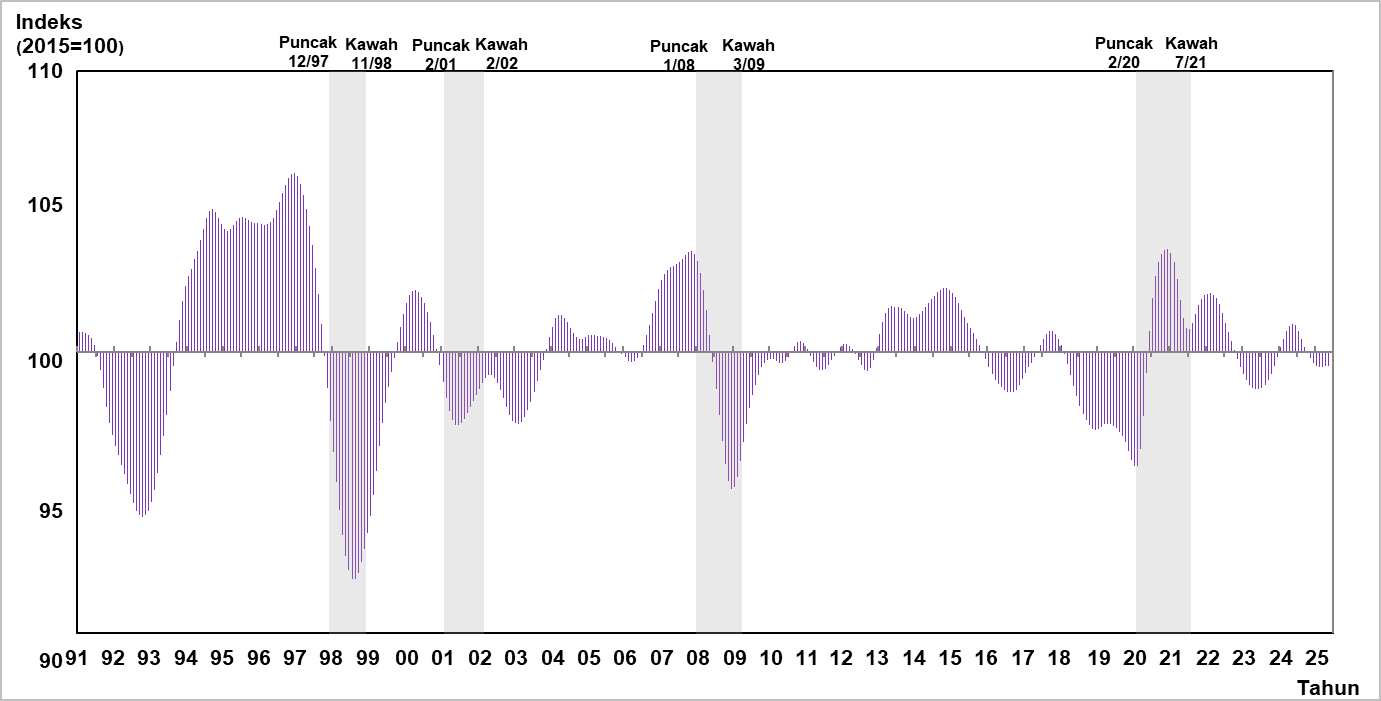 Indeks
(2015=100)
Puncak Kawah Puncak Kawah Puncak Kawah Puncak Kawah
12/97 11/98 2/01 2/02 1/08 3/09 2/20 7/21
110
105
100
95
90 91 92 93 94 95 96 97 98 99 00 01 02 03 04 05 06 07 08 09 10 11 12 13 14 15 16 17 18 19 20 21 22 23 24 25
Tahun